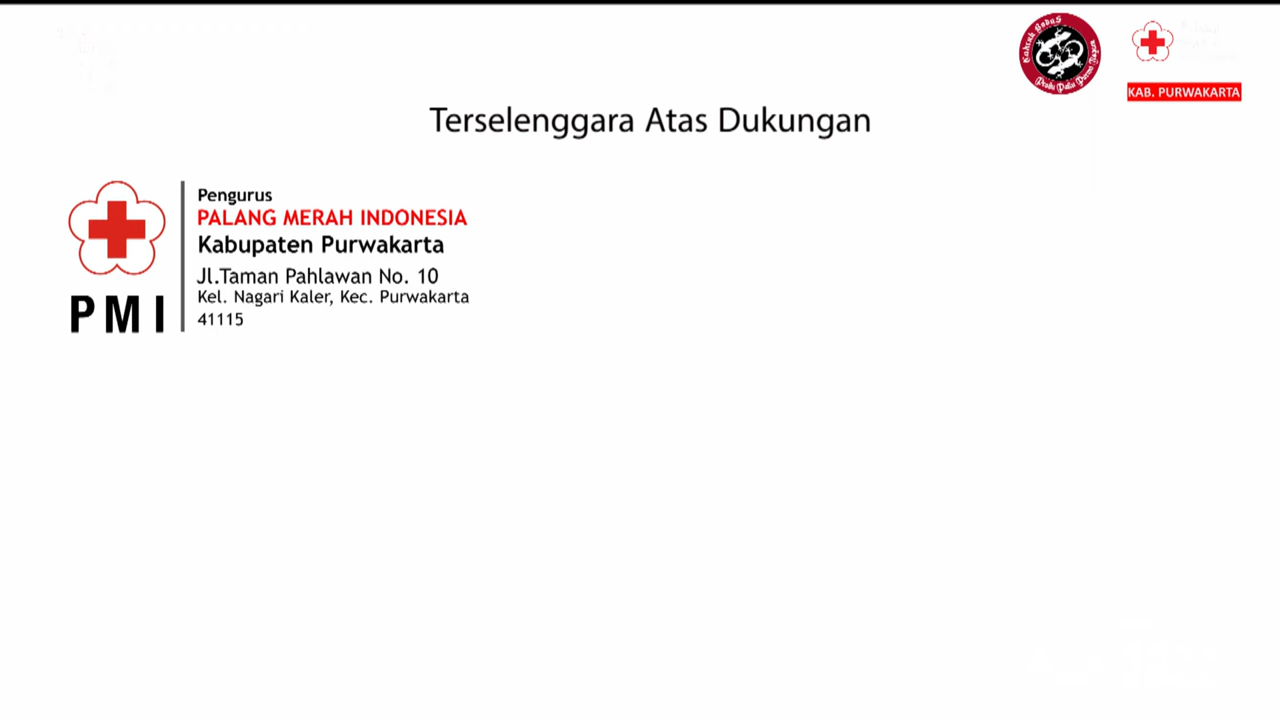 KAB. PURWAKARTA
Terselenggara Atas Dukungan
Pengurus
PALANG MERAH INDONESIA
Kabupaten Purwakarta
Jl.Taman Pahlawan No. 10
Kel. Nagari Kaler, Kec. Purwakarta
41115
PMI